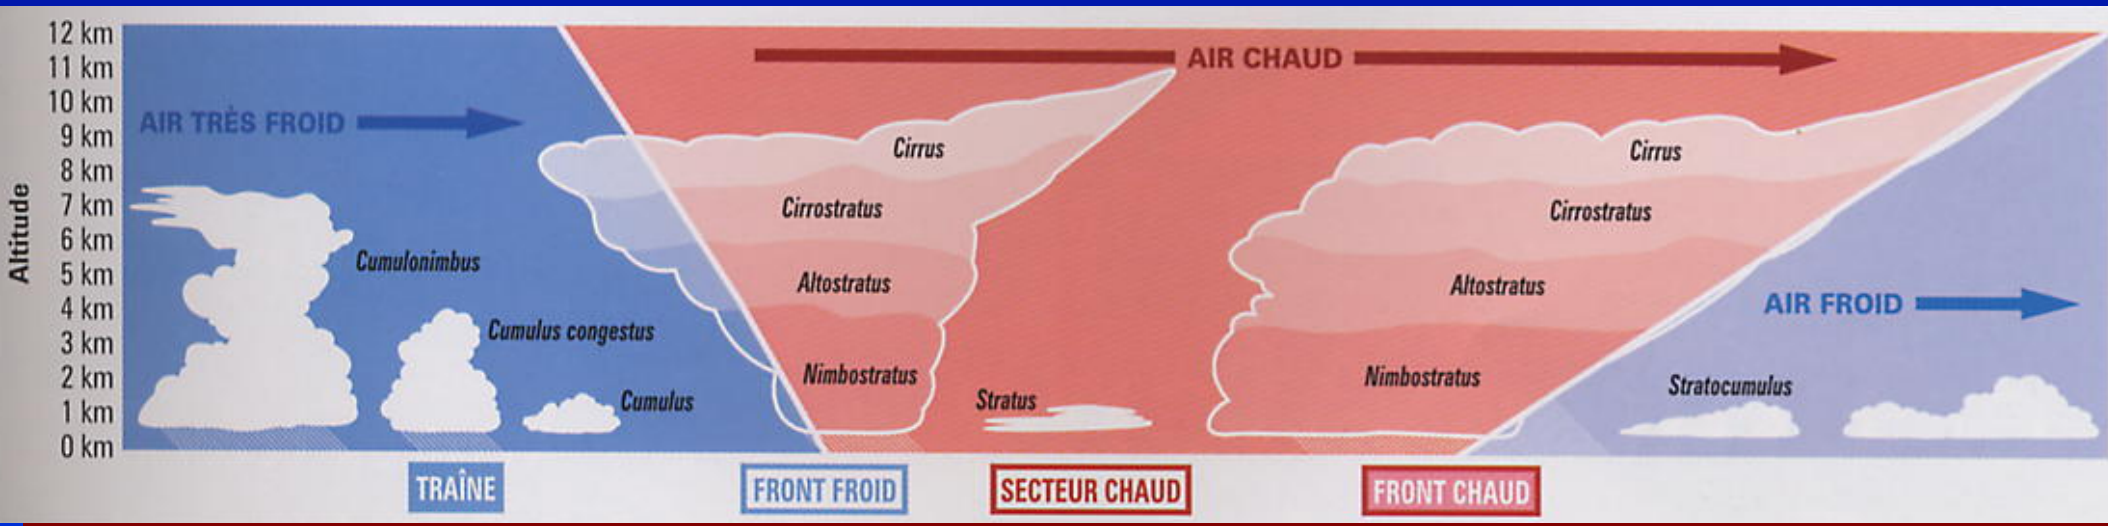 Altitude
12 km
11 km
10 km
9 km
8 km
7 km
6 km
5 km
4 km
3 km
2 km
1 km
0 km
AIR CHAUD
AIR TRÈS FROID
Cirrus
Cirrus
Cirrostratus
Cirrostratus
Cumulonimbus
Altostratus
Altostratus
AIR FROID
Cumulus congestus
Nimbostratus
Nimbostratus
Stratocumulus
Cumulus
Stratus
TRAÎNE
FRONT FROID
SECTEUR CHAUD
FRONT CHAUD